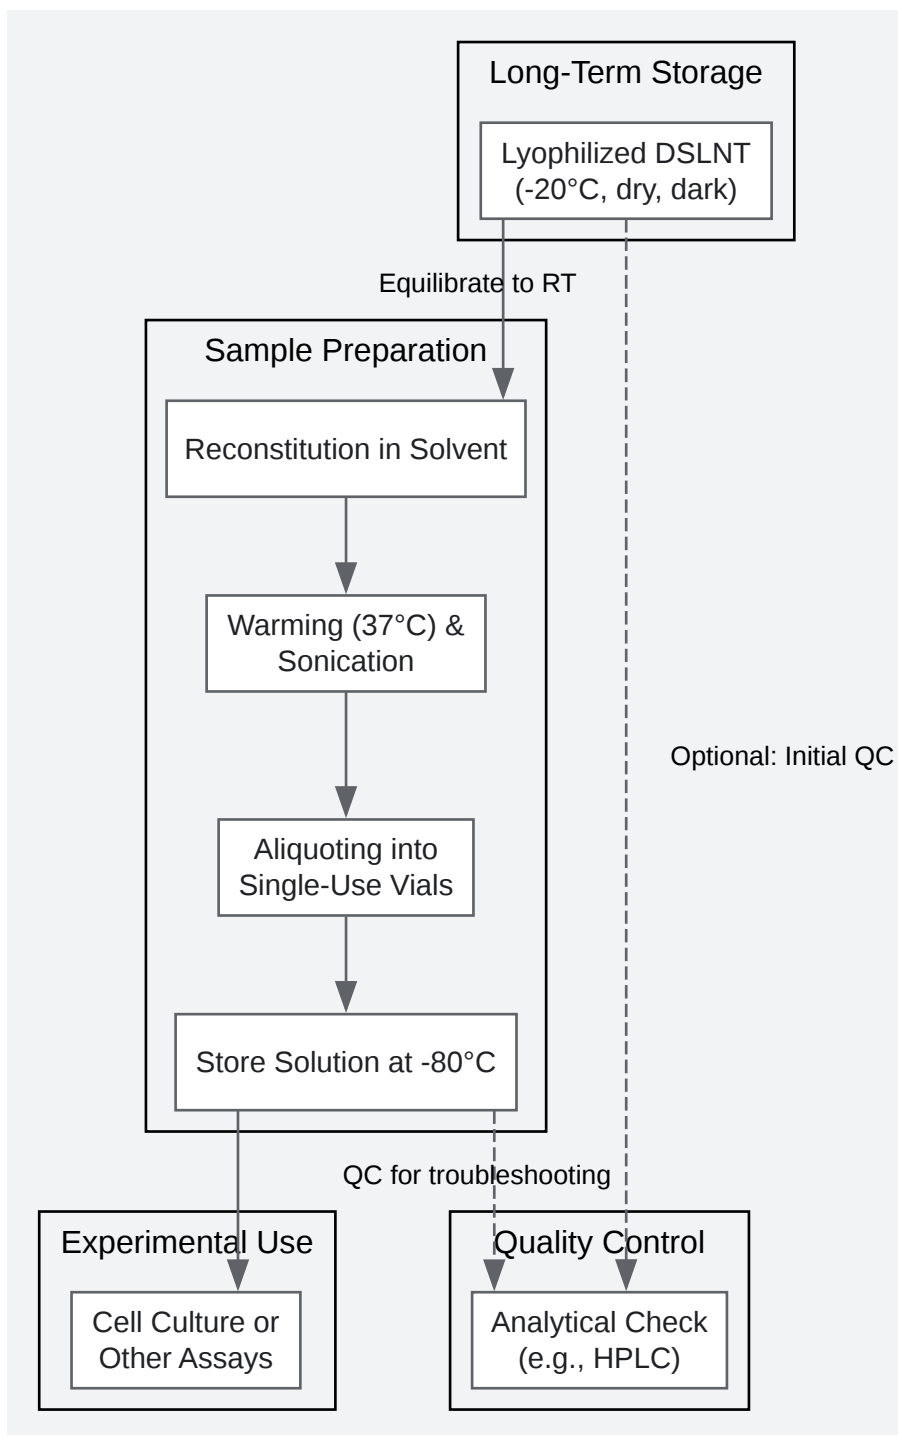 Long-Term Storage
Lyophilized DSLNT
(-20°C, dry, dark)
Equilibrate to RT
Sample Preparation
Reconstitution in Solvent
Warming (37°C) &
Sonication
Optional: Initial QC
Aliquoting into
Single-Use Vials
Store Solution at -80°C
QC for troubleshooting
Experimental Use
Cell Culture or
Other Assays
Quality Control
Analytical Check
(e.g., HPLC)